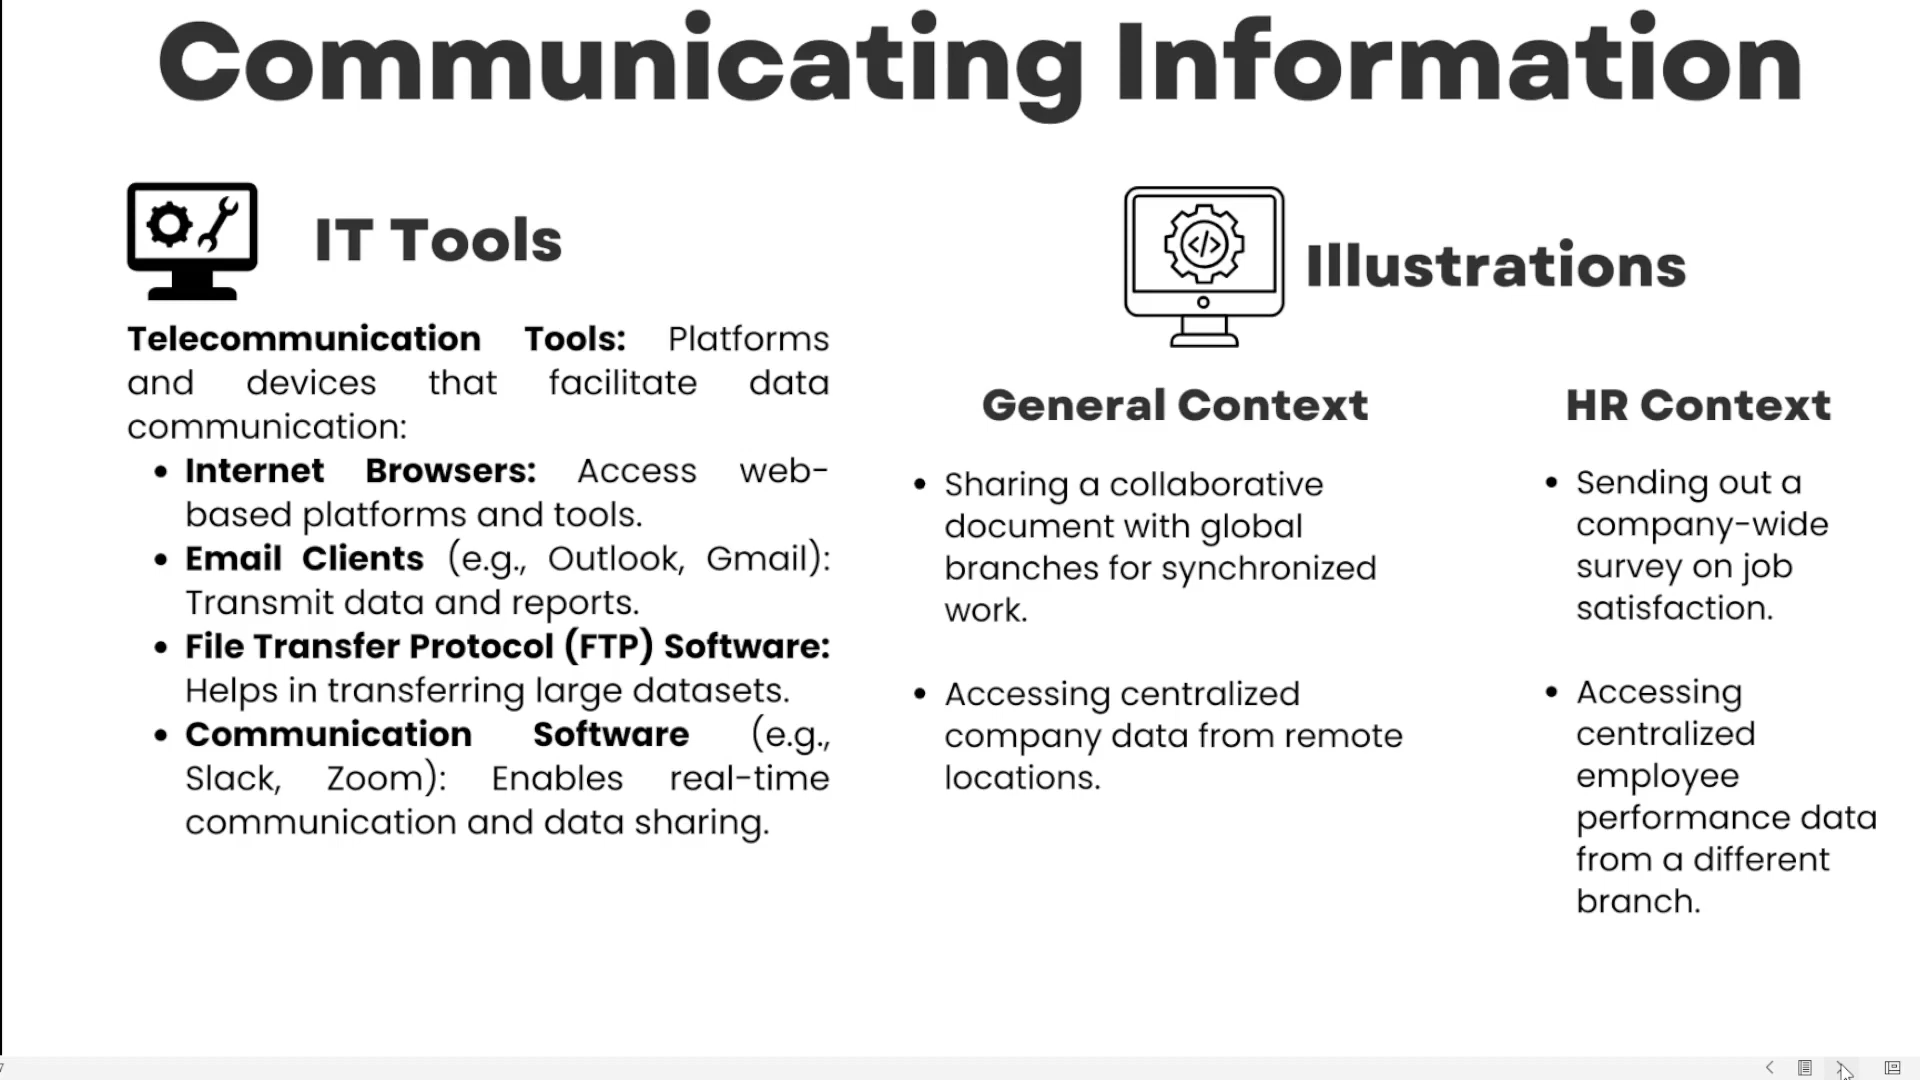 Communicating Information
IT Tools
Telecommunication Tools: Platforms
and devices that facilitate data
communication:
• Internet Browsers: Access web-
based platforms and tools.
• Email Clients (e.g., Outlook, Gmail):
Transmit data and reports.
• File Transfer Protocol (FTP) Software:
Helps in transferring large datasets.
• Communication Software (e.g.,
Slack, Zoom): Enables real-time
communication and data sharing.
Illustrations
General Context
• Sharing a collaborative
document with global
branches for synchronized
work.
• Accessing centralized
company data from remote
locations.
HR Context
• Sending out a
company-wide
survey on job
satisfaction.
• Accessing
centralized
employee
performance data
from a different
branch.